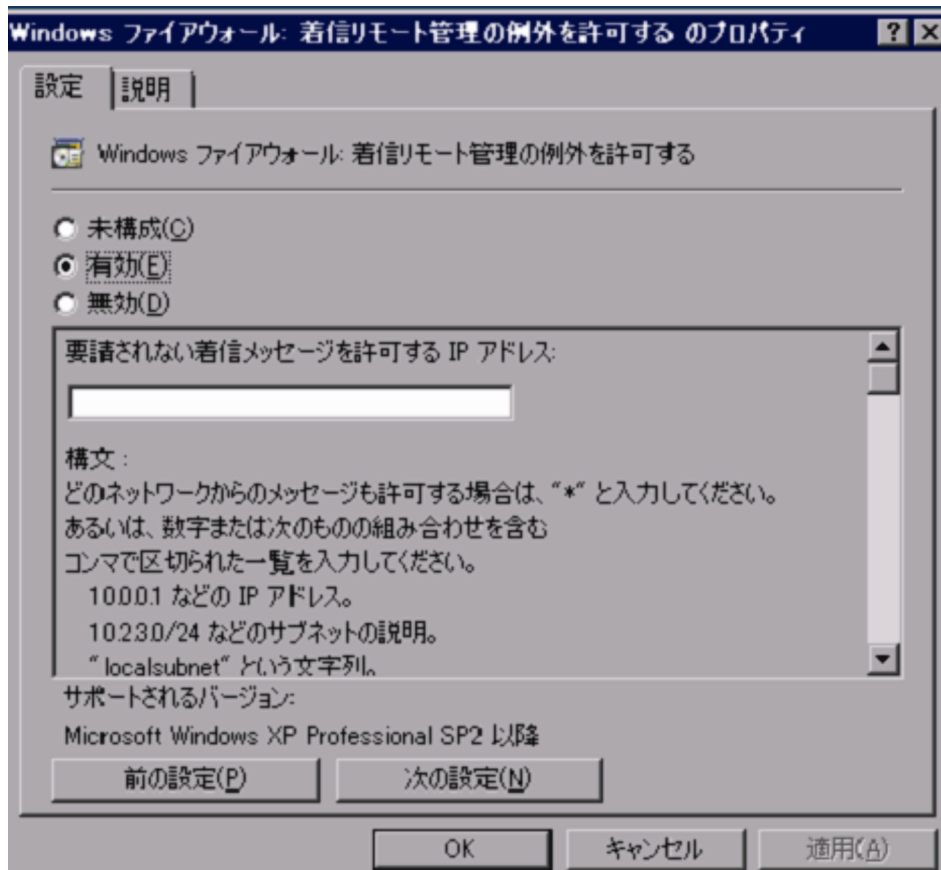 Windows ファイアウォール: 着信リモート管理の例外を許可する のプロパティ
設定
説明
Windows ファイアウォール: 着信リモート管理の例外を許可する
未構成(C)
有効(E)
無効(D)
要請されない着信メッセージを許可する IP アドレス:
構文 :
どのネットワークからのメッセージも許可する場合は、"*" と入力してください。
あるいは、数字または次のものの組み合わせを含む
コンマで区切られた一覧を入力してください。
10.0.0.1 などの IP アドレス。
10.2.3.0/24 などのサブネットの説明。
"localsubnet" という文字列。
サポートされるバージョン:
Microsoft Windows XP Professional SP2 以降
前の設定(P)
次の設定(N)
OK
キャンセル
適用(A)